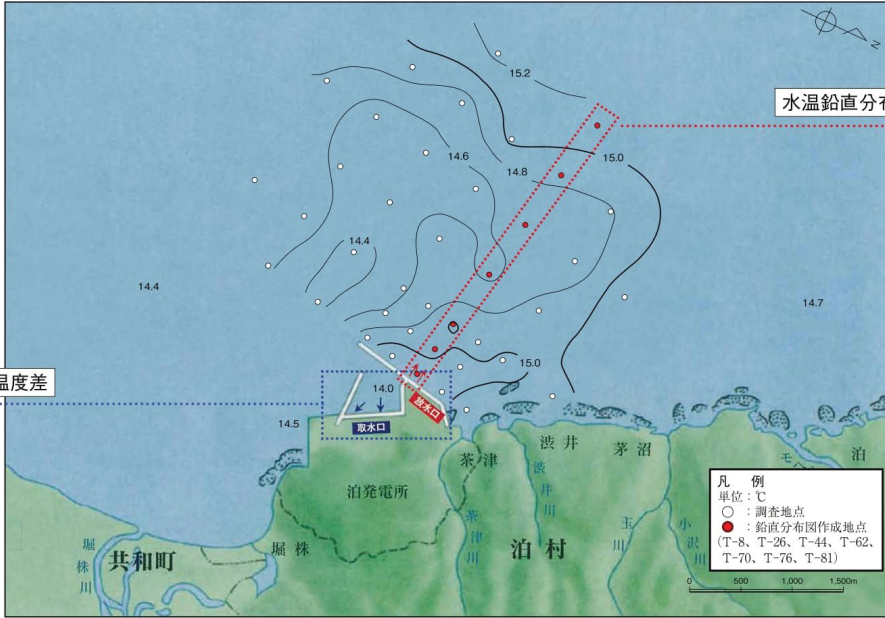 N
15.2
水温鉛直分布
14.6
15.0
14.8
14.4
14.4
14.7
15.0
温度差
14.0
放水口
14.5
取水口
茶津
渋井
茅沼
泊
泊発電所
渋井川
茶津川
玉川
小沢川
堀株川
共和町
堀株
泊村
凡 例
単位:℃
○ :調査地点
● :鉛直分布図作成地点
(T-8、T-26、T-44、T-62、
T-70、T-76、T-81)
0 500 1,000 1,500m